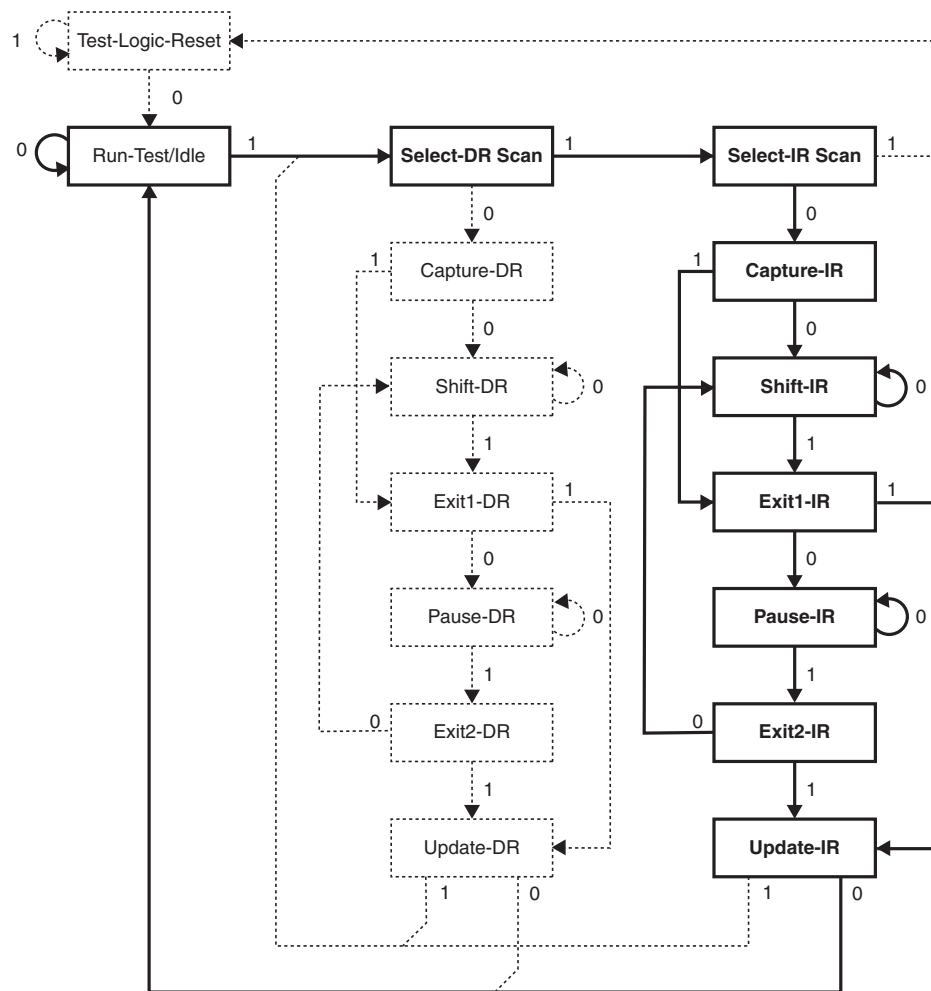 1
Test-Logic-Reset
0
0
Run-Test/Idle
1
Select-DR Scan
1
Select-IR Scan
1
0
0
1
Capture-DR
1
Capture-IR
0
0
Shift-DR
0
Shift-IR
0
1
1
Exit1-DR
1
Exit1-IR
1
0
0
Pause-DR
0
Pause-IR
0
1
1
0
Exit2-DR
0
Exit2-IR
1
1
Update-DR
Update-IR
1
0
1
0